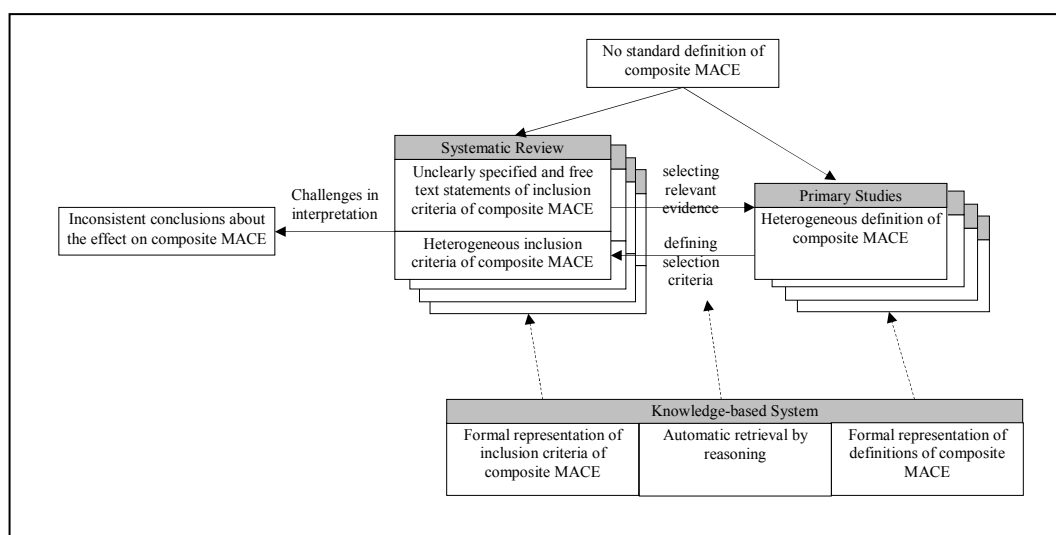 No standard definition of
composite MACE
Systematic Review
Unclearly specified and free
text statements of inclusion
criteria of composite MACE
Heterogeneous inclusion
criteria of composite MACE
Challenges in
interpretation
Inconsistent conclusions about
the effect on composite MACE
selecting
relevant
evidence
defining
selection
criteria
Primary Studies
Heterogeneous definition of
composite MACE
Knowledge-based System
Formal representation of
inclusion criteria of
composite MACE
Automatic retrieval by
reasoning
Formal representation of
definitions of composite
MACE